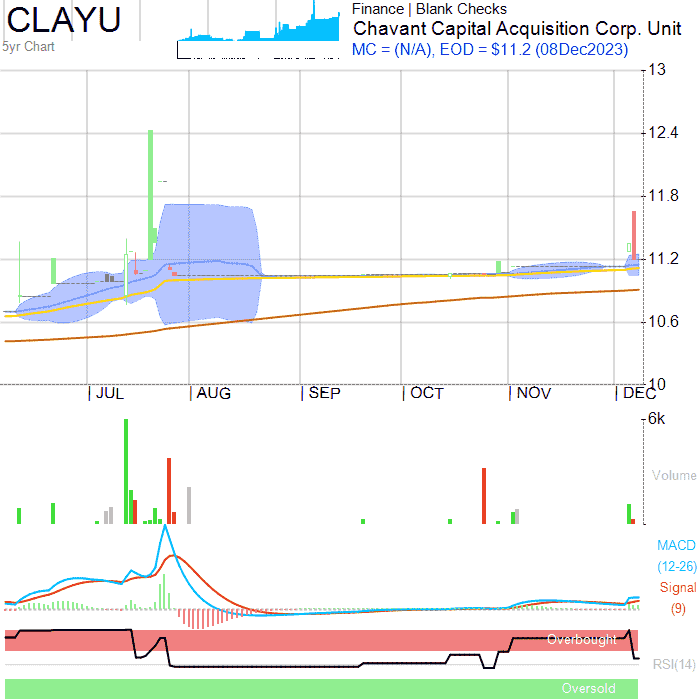 CLAYU
5yr Chart
Finance | Blank Checks
Chavant Capital Acquisition Corp. Unit
MC = (N/A), EOD = $11.2 (08Dec2023)
13
12.4
11.8
11.2
10.6
10
JUL AUG SEP OCT NOV DEC
6k
Volume
MACD
(12-26)
Signal
(9)
Overbought
RSI(14)
Oversold